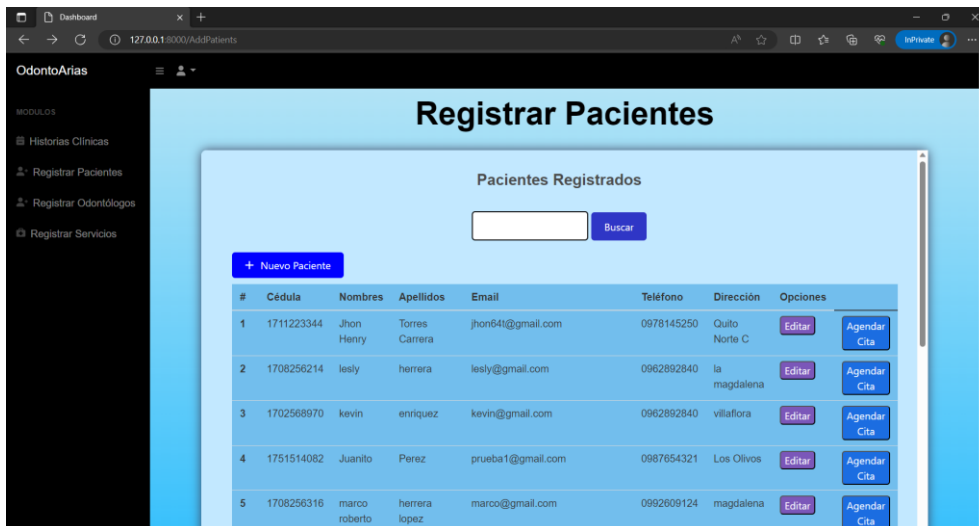 Dashboard
127.0.0.1:8000/AddPatients
InPrivate
OdontoArias
MODULOS
Historias Clínicas
Registrar Pacientes
Registrar Odontólogos
Registrar Servicios
Registrar Pacientes
Pacientes Registrados
Buscar
+ Nuevo Paciente
# Cédula Nombres Apellidos Email Teléfono Dirección Opciones
1 1711223344 Jhon Torres jhon64t@gmail.com 0978145250 Quito Editar Agendar
Henry Carrera Norte C Cita
2 1708256214 lesly herrera lesly@gmail.com 0962892840 la Editar Agendar
magdalena Cita
3 1702568970 kevin enriquez kevin@gmail.com 0962892840 villaflora Editar Agendar
Cita
4 1751514082 Juanito Perez prueba1@gmail.com 0987654321 Los Olivos Editar Agendar
Cita
5 1708256316 marco herrera marco@gmail.com 0992609124 magdalena Editar Agendar
roberto lopez Cita